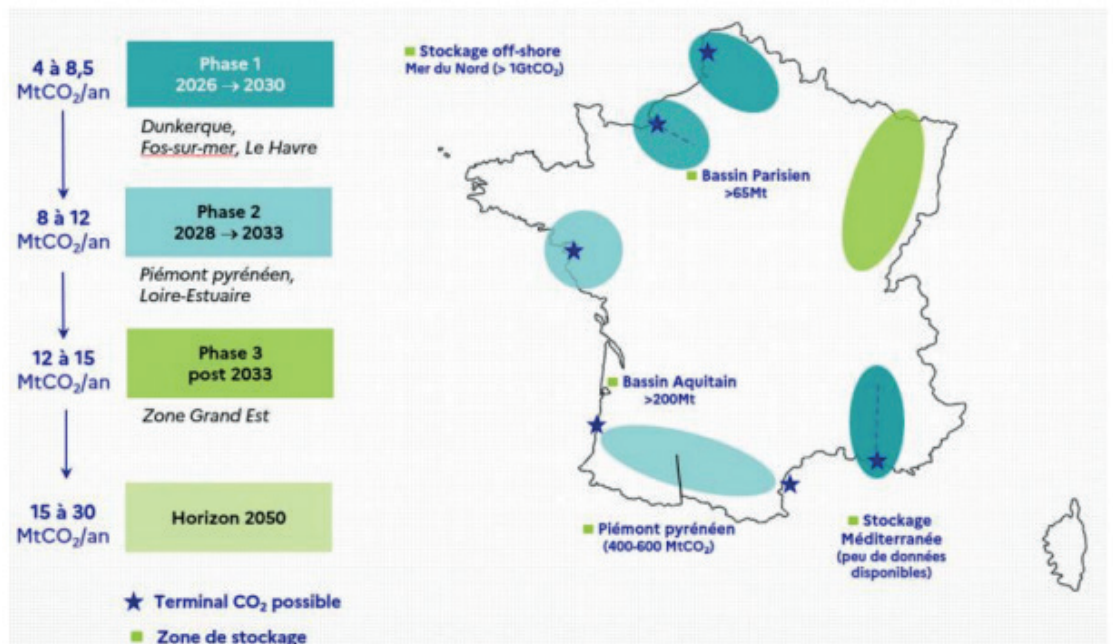 4 à 8,5
MtCO₂/an
Phase 1
2026 → 2030
Dunkerque,
Fos-sur-mer, Le Havre
8 à 12
MtCO₂/an
Phase 2
2028 → 2033
Piémont pyrénéen,
Loire-Estuaire
12 à 15
MtCO₂/an
Phase 3
post 2033
Zone Grand Est
15 à 30
MtCO₂/an
Horizon 2050
Terminal CO₂ possible
Zone de stockage
Stockage off-shore
Mer du Nord (> 1GtCO₂)
Bassin Parisien
>65Mt
Bassin Aquitain
>200Mt
Piémont pyrénéen
(400-600 MtCO₂)
Stockage
Méditerranée
(peu de données
disponibles)